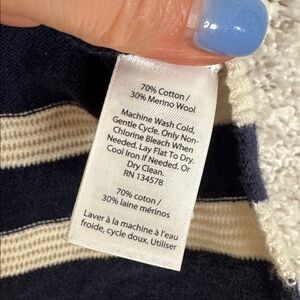 70% Cotton /
30% Merino Wool
Machine Wash Cold,
Gentle Cycle. Only Non-
Chlorine Bleach When
Needed. Lay Flat To Dry.
Cool Iron If Needed. Or
Dry Clean.
RN 134578
70% coton /
30% laine mérinos
Laver à la machine à l'eau
froide, cycle doux. Utiliser